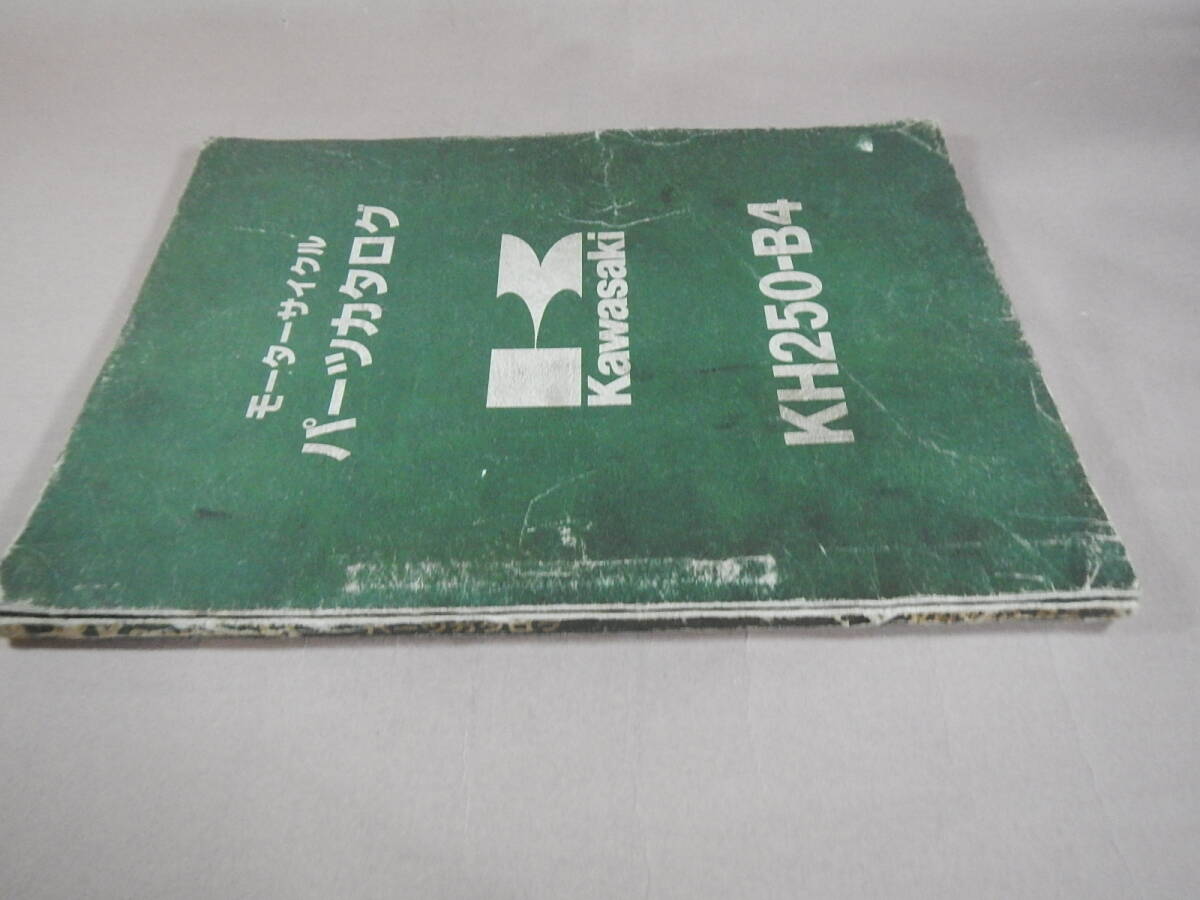 モーターサイクル
パーツカタログ
Kawasaki
KH250-B4